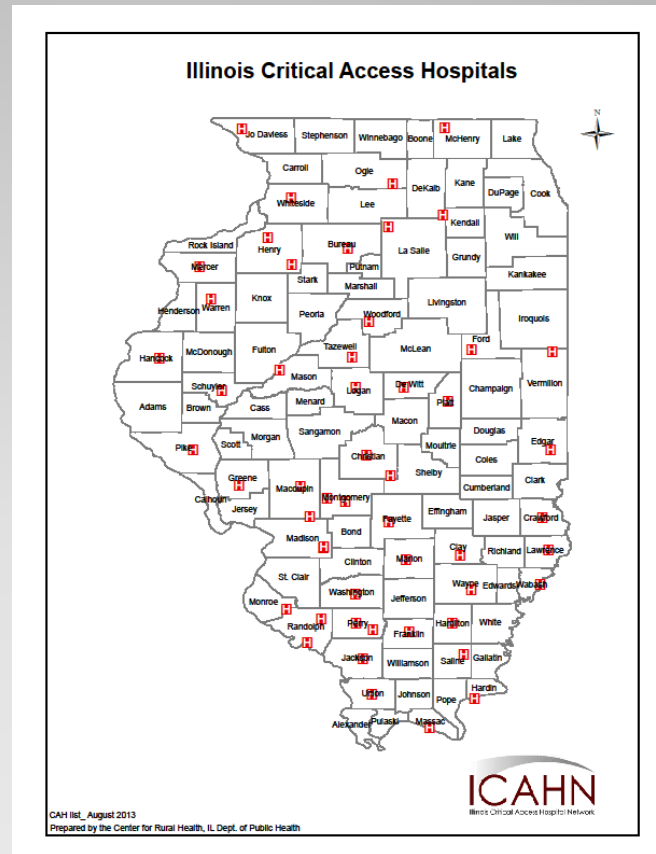 Illinois Critical Access Hospitals
N
Jo Daviess Stephenson Winnebago Boone McHenry Lake
Carroll Ogle DeKalb Kane DuPage Cook
Whiteside Lee Kendall Will
Rock Island Henry Bureau La Salle Grundy
Mercer Putnam Kankakee
Stark Marshall
Henderson Warren Knox Peoria Woodford Livingston Iroquois
Hancock McDonough Fulton Tazewell McLean Ford
Schuyler Mason Logan De Witt Champaign Vermilion
Adams Brown Cass Menard Piatt
Macon
Pike Scott Morgan Sangamon Moultrie Douglas Edgar
Christian Shelby Coles
Greene Macoupin Montgomery Cumberland Clark
Calhoun Jersey Fayette Effingham Jasper Crawford
Madison Bond
Clinton Marion Clay Richland Lawrence
St. Clair Washington Jefferson Wayne Edwards Wabash
Monroe Randolph Perry Franklin Hamilton White
Jackson Williamson Saline Gallatin
Union Johnson Pope Hardin
Alexander Pulaski Massac
ICAHN
Illinois Critical Access Hospital Network
CAH list_ August 2013
Prepared by the Center for Rural Health, IL Dept. of Public Health